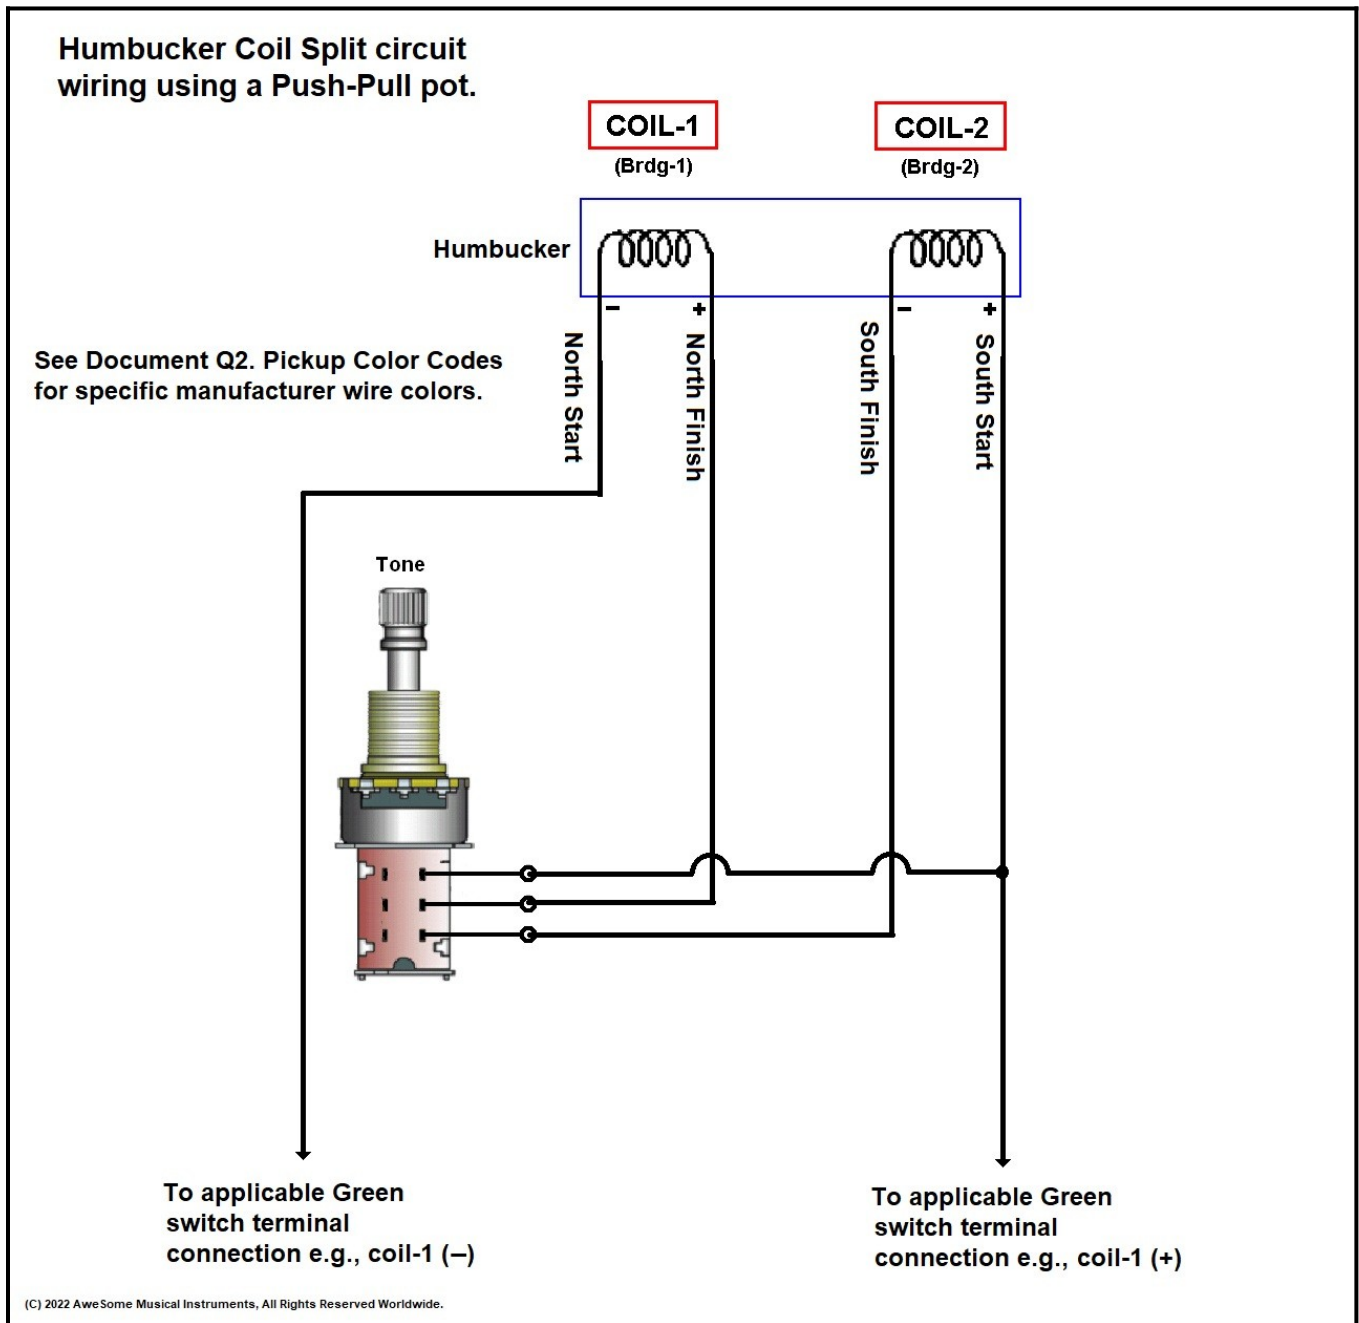 Humbucker Coil Split circuit
wiring using a Push-Pull pot.
COIL-1
(Brdg-1)
COIL-2
(Brdg-2)
Humbucker
– +
– +
See Document Q2. Pickup Color Codes
for specific manufacturer wire colors.
North Start
North Finish
South Finish
South Start
Tone
To applicable Green
switch terminal
connection e.g., coil-1 (–)
To applicable Green
switch terminal
connection e.g., coil-1 (+)
(C) 2022 AweSome Musical Instruments, All Rights Reserved Worldwide.